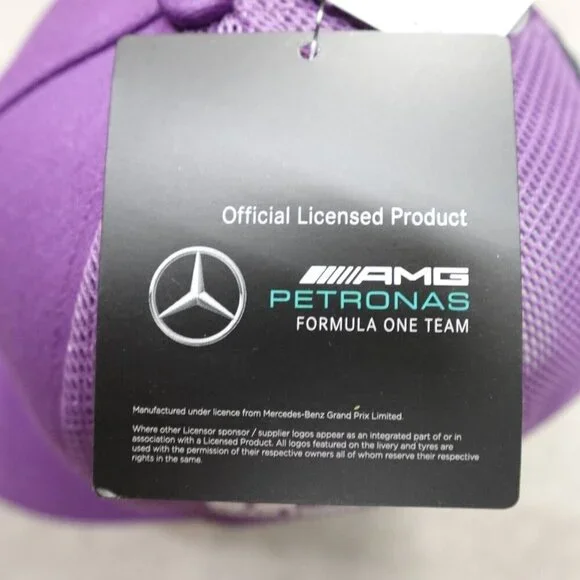 Official Licensed Product
AMG
PETRONAS
FORMULA ONE TEAM
Manufactured under licence from Mercedes-Benz Grand Prix Limited.
Where other Licensor sponsor / supplier logos appear as an integrated part of or in
association with a Licensed Product. All logos featured on the livery and tyres are
used with the permission of their respective owners all of whom reserve their respective
rights in the same.